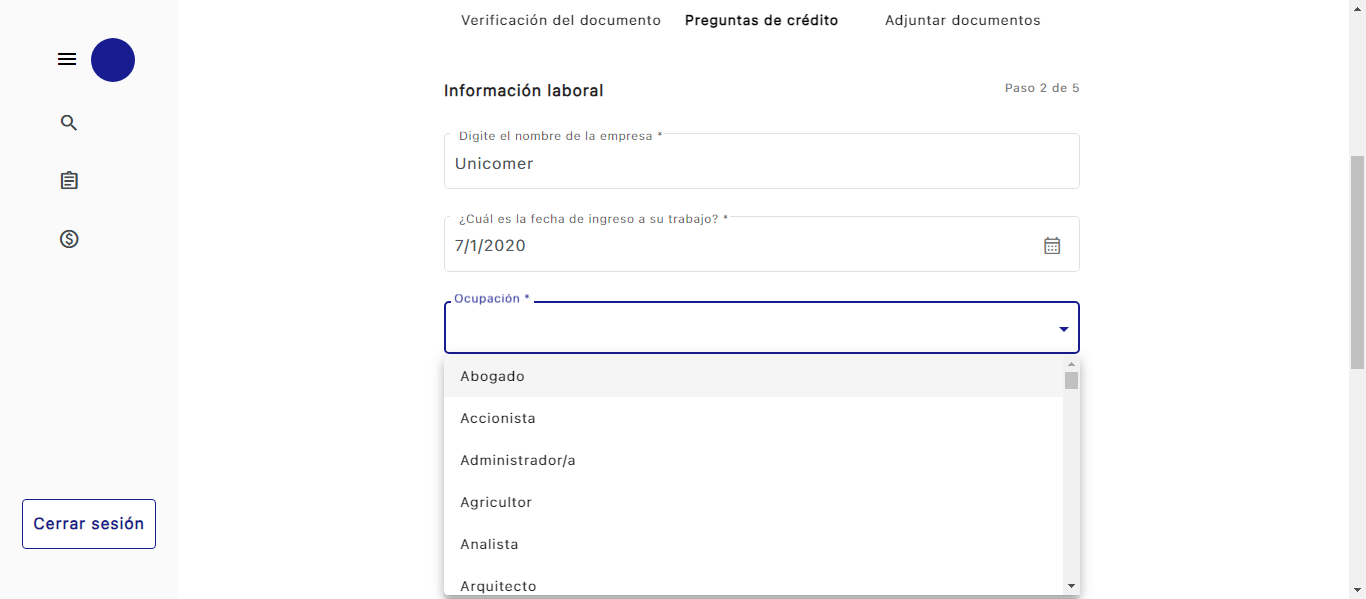 Verificación del documento Preguntas de crédito Adjuntar documentos
Información laboral Paso 2 de 5
Digite el nombre de la empresa *
Unicomer
¿Cuál es la fecha de ingreso a su trabajo? *
7/1/2020
Ocupación *
Abogado
Accionista
Administrador/a
Agricultor
Analista
Arquitecto
Cerrar sesión